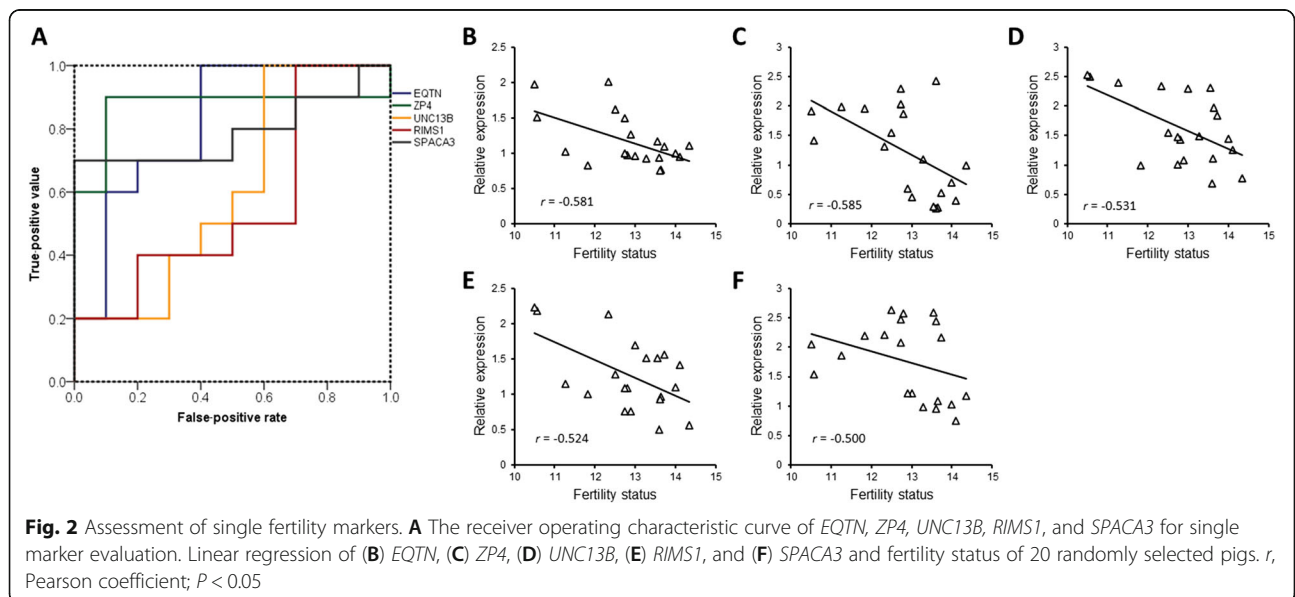 A
1.0
0.8
0.6
0.4
0.2
0.0
True-positive value
0.0 0.2 0.4 0.6 0.8 1.0
False-positive rate
EQTN
ZP4
UNC13B
RIMS1
SPACA3
B
2.5
2
1.5
1
0.5
0
Relative expression
r = -0.581
10 11 12 13 14 15
Fertility status
C
3
2.5
2
1.5
1
0.5
0
Relative expression
r = -0.585
10 11 12 13 14 15
Fertility status
D
3
2.5
2
1.5
1
0.5
0
Relative expression
r = -0.531
10 11 12 13 14 15
Fertility status
E
2.5
2
1.5
1
0.5
0
Relative expression
r = -0.524
10 11 12 13 14 15
Fertility status
F
3
2.5
2
1.5
1
0.5
0
Relative expression
r = -0.500
10 11 12 13 14 15
Fertility status
Fig. 2 Assessment of single fertility markers. A The receiver operating characteristic curve of EQTN, ZP4, UNC13B, RIMS1, and SPACA3 for single
marker evaluation. Linear regression of (B) EQTN, (C) ZP4, (D) UNC13B, (E) RIMS1, and (F) SPACA3 and fertility status of 20 randomly selected pigs. r,
Pearson coefficient; P < 0.05